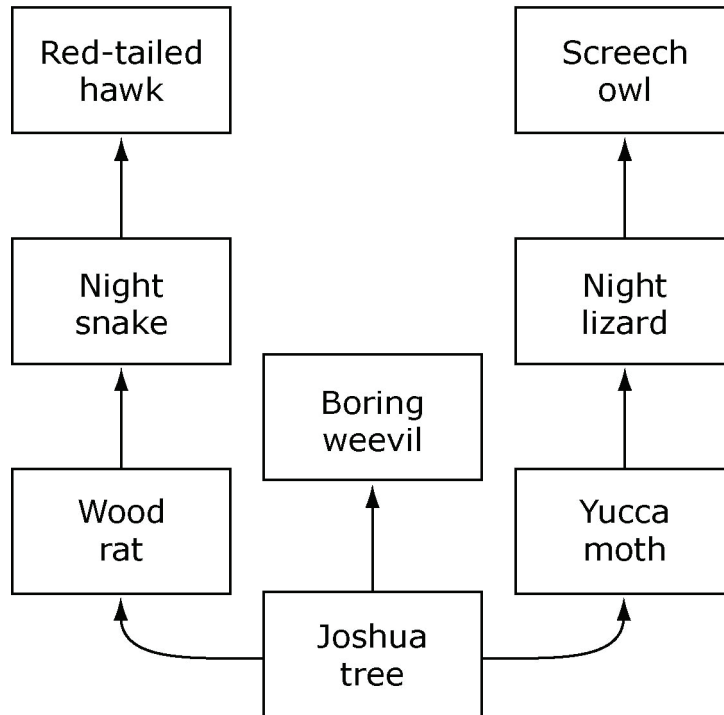 Red-tailed
hawk
Screech
owl
Night
snake
Night
lizard
Boring
weevil
Wood
rat
Yucca
moth
Joshua
tree